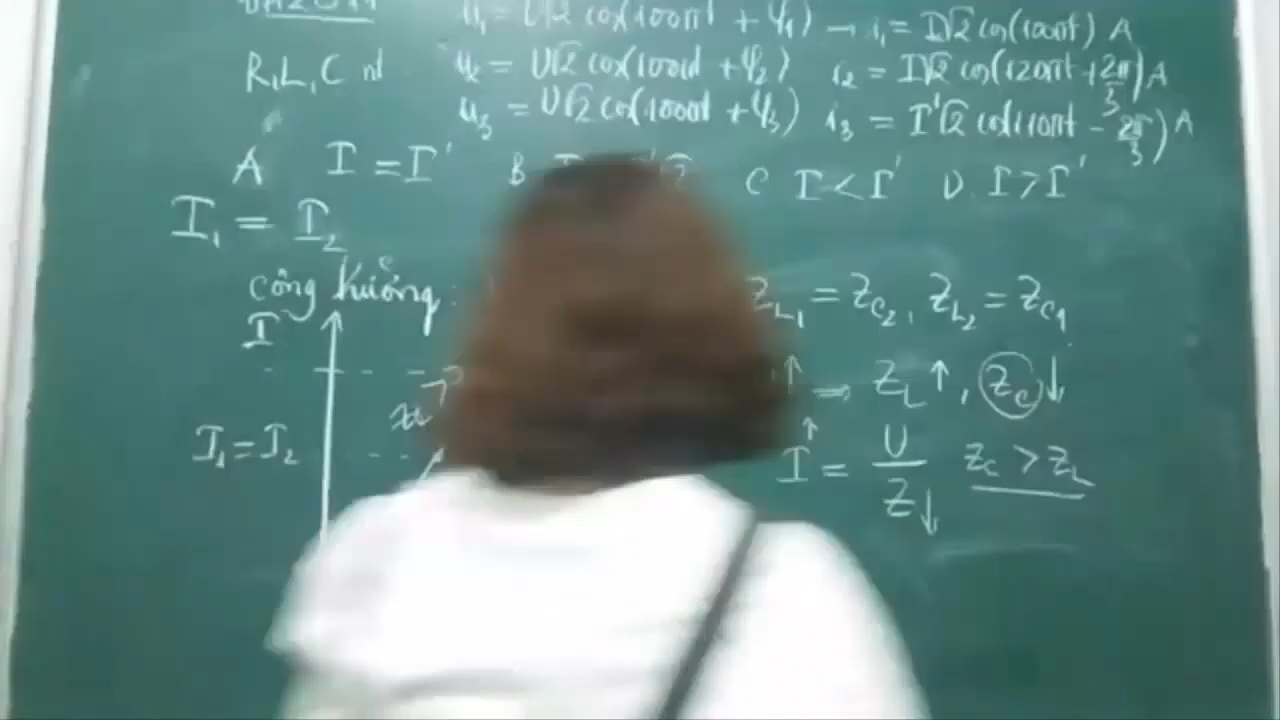 u₁ = U√2 cos(100πt + φ₁) → i₁ = I√2 cos(100πt) A
R, L, C nt u₂ = U√2 cos(100πt + φ₂) i₂ = I√2 cos(120πt + 2π/3) A
u₃ = U√2 cos(100πt + φ₃) i₃ = I'√2 cos(110πt - 2π/3) A
A I = I' B C I < I' D. I > I'
I₁ = I₂
cộng hưởng: Z_L₁ = Z_C₂, Z_L₂ = Z_C₁
I
↑ → Z_L ↑, Z_C ↓
I₁ = I₂ I ↑ = U/Z ↓ Z_C > Z_L